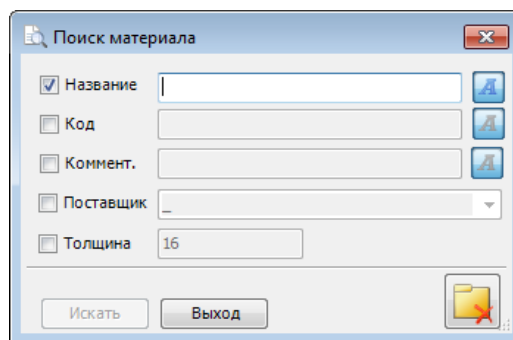 Поиск материала
Название A
Код A
Коммент. A
Поставщик _
Толщина 16
Искать Выход